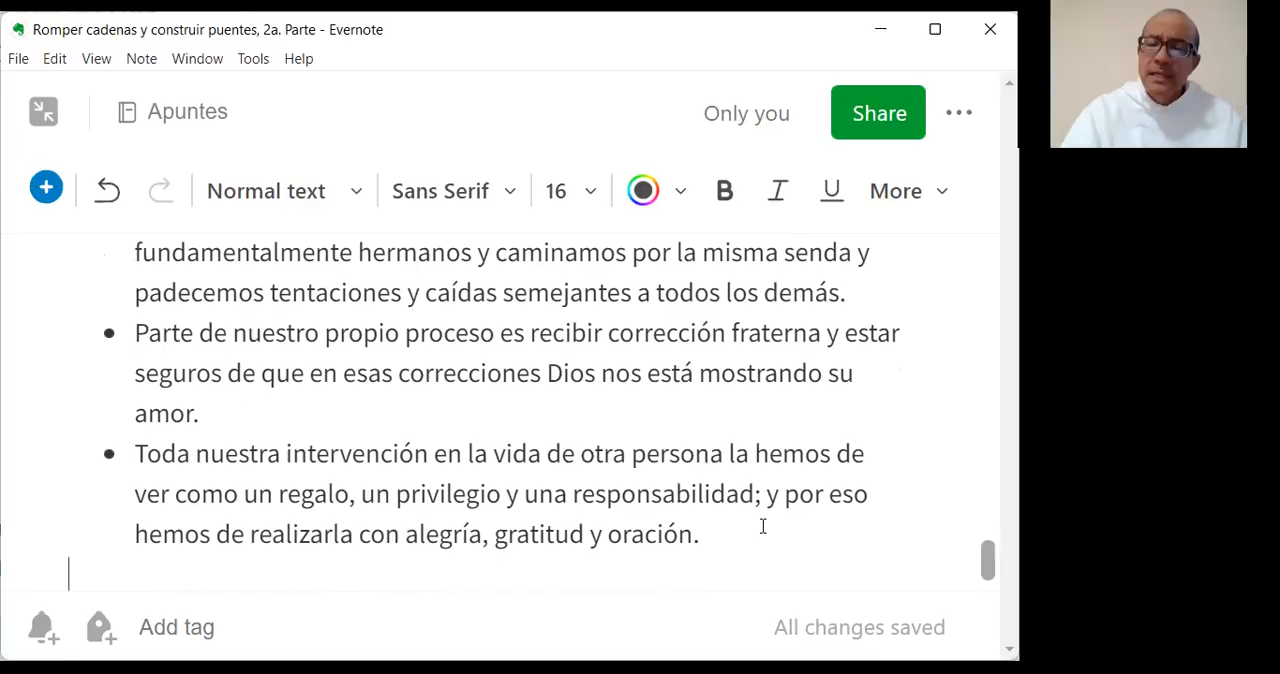 Romper cadenas y construir puentes, 2a. Parte - Evernote
File Edit View Note Window Tools Help
Apuntes
Only you
Share
Normal text
Sans Serif
16
B I U
More
fundamentalmente hermanos y caminamos por la misma senda y
padecemos tentaciones y caídas semejantes a todos los demás.
• Parte de nuestro propio proceso es recibir corrección fraterna y estar
seguros de que en esas correcciones Dios nos está mostrando su
amor.
• Toda nuestra intervención en la vida de otra persona la hemos de
ver como un regalo, un privilegio y una responsabilidad; y por eso
hemos de realizarla con alegría, gratitud y oración.
Add tag
All changes saved